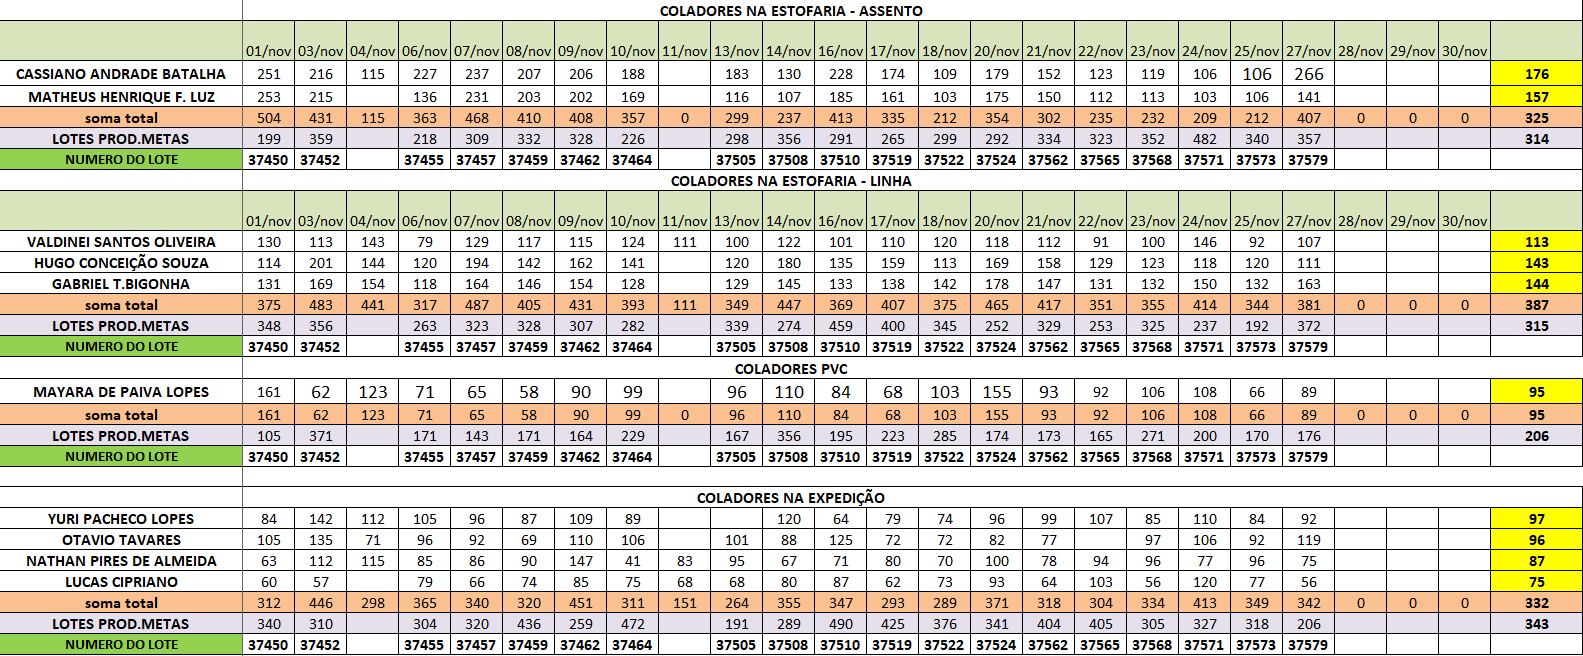 COLADORES NA ESTOFARIA - ASSENTO
01/nov 03/nov 04/nov 06/nov 07/nov 08/nov 09/nov 10/nov 11/nov 13/nov 14/nov 16/nov 17/nov 18/nov 20/nov 21/nov 22/nov 23/nov 24/nov 25/nov 27/nov 28/nov 29/nov 30/nov
CASSIANO ANDRADE BATALHA 251 216 115 227 237 207 206 188 183 130 228 174 109 179 152 123 119 106 106 266 176
MATHEUS HENRIQUE F. LUZ 253 215 136 231 203 202 169 116 107 185 161 103 175 150 112 113 103 106 141 157
soma total 504 431 115 363 468 410 408 357 0 299 237 413 335 212 354 302 235 232 209 212 407 0 0 0 325
LOTES PROD.METAS 199 359 218 309 332 328 226 298 356 291 265 299 292 334 323 352 482 340 357 314
NUMERO DO LOTE 37450 37452 37455 37457 37459 37462 37464 37505 37508 37510 37519 37522 37524 37562 37565 37568 37571 37573 37579
COLADORES NA ESTOFARIA - LINHA
01/nov 03/nov 04/nov 06/nov 07/nov 08/nov 09/nov 10/nov 11/nov 13/nov 14/nov 16/nov 17/nov 18/nov 20/nov 21/nov 22/nov 23/nov 24/nov 25/nov 27/nov 28/nov 29/nov 30/nov
VALDINEI SANTOS OLIVEIRA 130 113 143 79 129 117 115 124 111 100 122 101 110 120 118 112 91 100 146 92 107 113
HUGO CONCEIÇÃO SOUZA 114 201 144 120 194 142 162 141 120 180 135 159 113 169 158 129 123 118 120 111 143
GABRIEL T.BIGONHA 131 169 154 118 164 146 154 128 129 145 133 138 142 178 147 131 132 150 132 163 144
soma total 375 483 441 317 487 405 431 393 111 349 447 369 407 375 465 417 351 355 414 344 381 0 0 0 387
LOTES PROD.METAS 348 356 263 323 328 307 282 339 274 459 400 345 252 329 253 325 237 192 372 315
NUMERO DO LOTE 37450 37452 37455 37457 37459 37462 37464 37505 37508 37510 37519 37522 37524 37562 37565 37568 37571 37573 37579
COLADORES PVC
MAYARA DE PAIVA LOPES 161 62 123 71 65 58 90 99 96 110 84 68 103 155 93 92 106 108 66 89 95
soma total 161 62 123 71 65 58 90 99 0 96 110 84 68 103 155 93 92 106 108 66 89 0 0 0 95
LOTES PROD.METAS 105 371 171 143 171 164 229 167 356 195 223 285 174 173 165 271 200 170 176 206
NUMERO DO LOTE 37450 37452 37455 37457 37459 37462 37464 37505 37508 37510 37519 37522 37524 37562 37565 37568 37571 37573 37579
COLADORES NA EXPEDIÇÃO
YURI PACHECO LOPES 84 142 112 105 96 87 109 89 120 64 79 74 96 99 107 85 110 84 92 97
OTAVIO TAVARES 105 135 71 96 92 69 110 106 101 88 125 72 72 82 77 97 106 92 119 96
NATHAN PIRES DE ALMEIDA 63 112 115 85 86 90 147 41 83 95 67 71 80 70 100 78 94 96 77 96 75 87
LUCAS CIPRIANO 60 57 79 66 74 85 75 68 68 80 87 62 73 93 64 103 56 120 77 56 75
soma total 312 446 298 365 340 320 451 311 151 264 355 347 293 289 371 318 304 334 413 349 342 0 0 0 332
LOTES PROD.METAS 340 310 304 320 436 259 472 191 289 490 425 376 341 404 405 305 327 318 206 343
NUMERO DO LOTE 37450 37452 37455 37457 37459 37462 37464 37505 37508 37510 37519 37522 37524 37562 37565 37568 37571 37573 37579